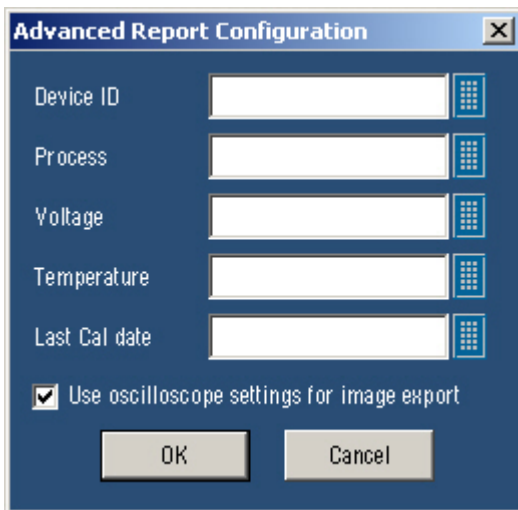 Advanced Report Configuration
Device ID
Process
Voltage
Temperature
Last Cal date
Use oscilloscope settings for image export
OK Cancel